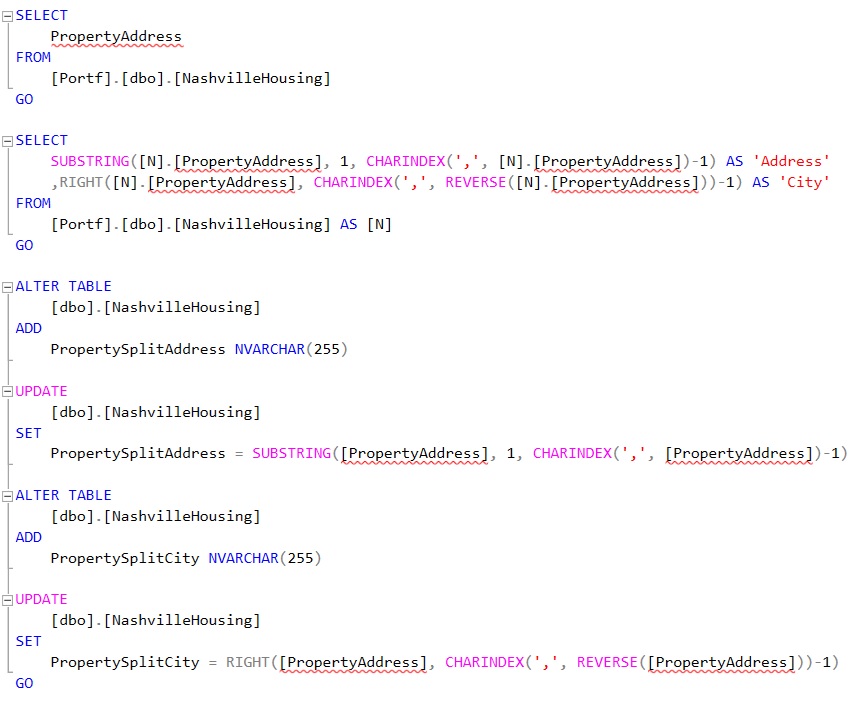 SELECT
    PropertyAddress
FROM
    [Portf].[dbo].[NashvilleHousing]
GO

SELECT
    SUBSTRING([N].[PropertyAddress], 1, CHARINDEX(',', [N].[PropertyAddress])-1) AS 'Address'
    ,RIGHT([N].[PropertyAddress], CHARINDEX(',', REVERSE([N].[PropertyAddress]))-1) AS 'City'
FROM
    [Portf].[dbo].[NashvilleHousing] AS [N]
GO

ALTER TABLE
    [dbo].[NashvilleHousing]
ADD
    PropertySplitAddress NVARCHAR(255)

UPDATE
    [dbo].[NashvilleHousing]
SET
    PropertySplitAddress = SUBSTRING([PropertyAddress], 1, CHARINDEX(',', [PropertyAddress])-1)

ALTER TABLE
    [dbo].[NashvilleHousing]
ADD
    PropertySplitCity NVARCHAR(255)

UPDATE
    [dbo].[NashvilleHousing]
SET
    PropertySplitCity = RIGHT([PropertyAddress], CHARINDEX(',', REVERSE([PropertyAddress]))-1)
GO